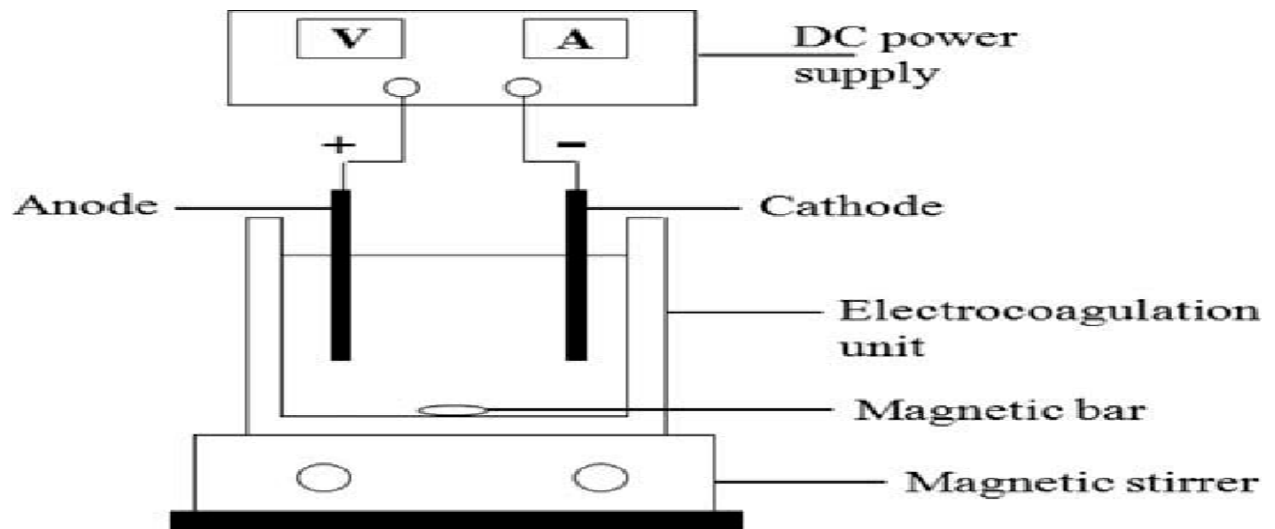 V
A
DC power
supply
+
−
Anode
Cathode
Electrocoagulation
unit
Magnetic bar
Magnetic stirrer